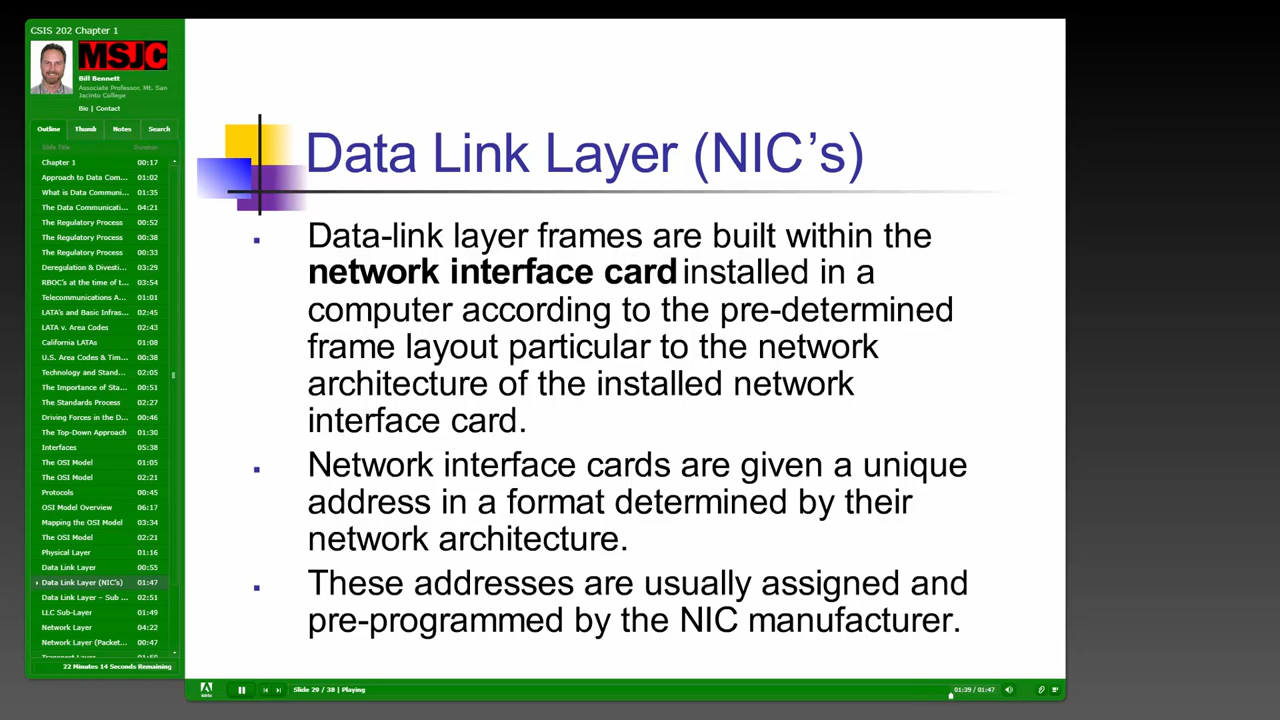 CSIS 202 Chapter 1
MSJC
Bill Bennett
Associate Professor, Mt. San
Jacinto College
Bio | Contact
Outline Thumb Notes Search
Slide Title Duration
Chapter 1 00:17
Approach to Data Com... 01:02
What is Data Communi... 01:35
The Data Communicati... 04:21
The Regulatory Process 00:52
The Regulatory Process 00:38
The Regulatory Process 00:33
Deregulation & Divesti... 03:29
RBOC's at the time of t... 03:54
Telecommunications A... 01:01
LATA's and Basic Infras... 02:45
LATA v. Area Codes 02:43
California LATAs 01:08
U.S. Area Codes & Tim... 00:38
Technology and Stand... 02:05
The Importance of Sta... 00:51
The Standards Process 02:27
Driving Forces in the D... 00:46
The Top-Down Approach 01:30
Interfaces 05:38
The OSI Model 01:05
The OSI Model 02:21
Protocols 00:45
OSI Model Overview 06:17
Mapping the OSI Model 03:34
The OSI Model 02:21
Physical Layer 01:16
Data Link Layer 00:55
Data Link Layer (NIC's) 01:47
Data Link Layer – Sub ... 02:51
LLC Sub-Layer 01:49
Network Layer 04:22
Network Layer (Packet... 00:47
22 Minutes 14 Seconds Remaining
Data Link Layer (NIC’s)
Data-link layer frames are built within the
network interface card installed in a
computer according to the pre-determined
frame layout particular to the network
architecture of the installed network
interface card.
Network interface cards are given a unique
address in a format determined by their
network architecture.
These addresses are usually assigned and
pre-programmed by the NIC manufacturer.
Adobe
Slide 29 / 38 | Playing
01:39 / 01:47